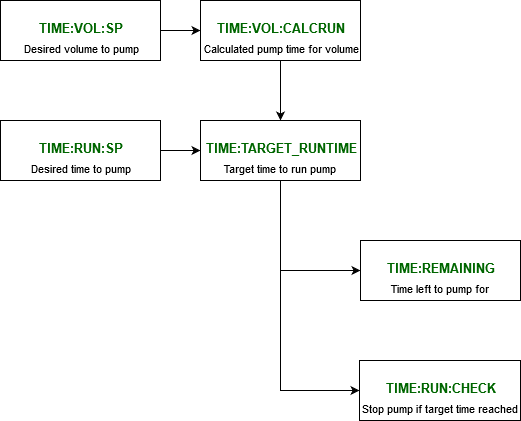 TIME:VOL:SP
Desired volume to pump
TIME:VOL:CALCRUN
Calculated pump time for volume
TIME:RUN:SP
Desired time to pump
TIME:TARGET_RUNTIME
Target time to run pump
TIME:REMAINING
Time left to pump for
TIME:RUN:CHECK
Stop pump if target time reached